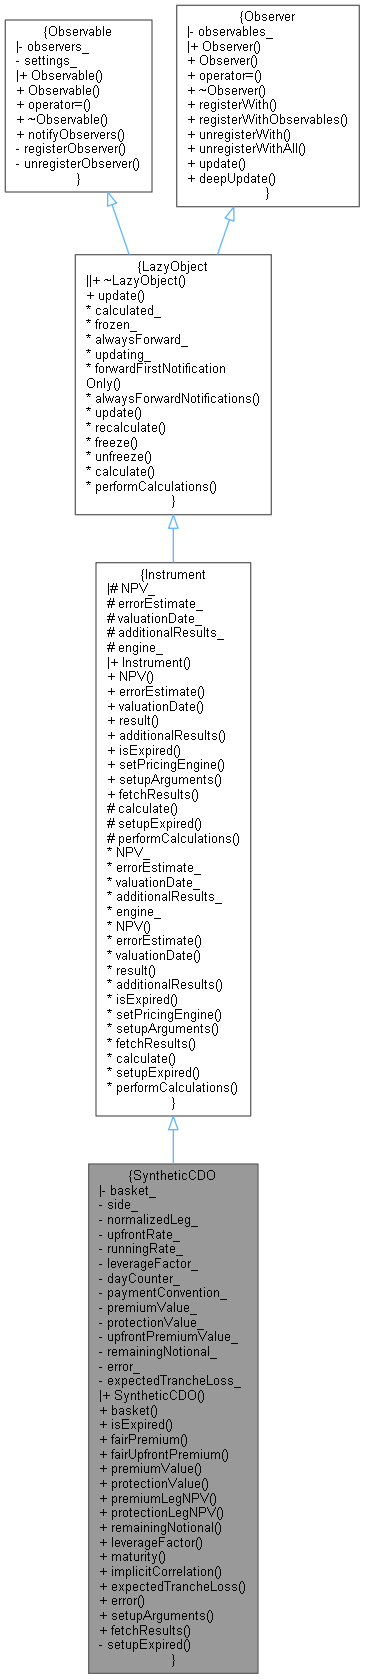 {Observable
|- observers_
- settings_
|+ Observable()
+ Observable()
+ operator=()
+ ~Observable()
+ notifyObservers()
- registerObserver()
- unregisterObserver()
}
{Observer
|- observables_
|+ Observer()
+ Observer()
+ operator=()
+ ~Observer()
+ registerWith()
+ registerWithObservables()
+ unregisterWith()
+ unregisterWithAll()
+ update()
+ deepUpdate()
}
{LazyObject
||+ ~LazyObject()
+ update()
* calculated_
* frozen_
* alwaysForward_
* updating_
* forwardFirstNotification
Only()
* alwaysForwardNotifications()
* update()
* recalculate()
* freeze()
* unfreeze()
* calculate()
* performCalculations()
}
{Instrument
|# NPV_
# errorEstimate_
# valuationDate_
# additionalResults_
# engine_
|+ Instrument()
+ NPV()
+ errorEstimate()
+ valuationDate()
+ result()
+ additionalResults()
+ isExpired()
+ setPricingEngine()
+ setupArguments()
+ fetchResults()
# calculate()
# setupExpired()
# performCalculations()
* NPV_
* errorEstimate_
* valuationDate_
* additionalResults_
* engine_
* NPV()
* errorEstimate()
* valuationDate()
* result()
* additionalResults()
* isExpired()
* setPricingEngine()
* setupArguments()
* fetchResults()
* calculate()
* setupExpired()
* performCalculations()
}
{SyntheticCDO
|- basket_
- side_
- normalizedLeg_
- upfrontRate_
- runningRate_
- leverageFactor_
- dayCounter_
- paymentConvention_
- premiumValue_
- protectionValue_
- upfrontPremiumValue_
- remainingNotional_
- error_
- expectedTrancheLoss_
|+ SyntheticCDO()
+ basket()
+ isExpired()
+ fairPremium()
+ fairUpfrontPremium()
+ premiumValue()
+ protectionValue()
+ premiumLegNPV()
+ protectionLegNPV()
+ remainingNotional()
+ leverageFactor()
+ maturity()
+ implicitCorrelation()
+ expectedTrancheLoss()
+ error()
+ setupArguments()
+ fetchResults()
- setupExpired()
}